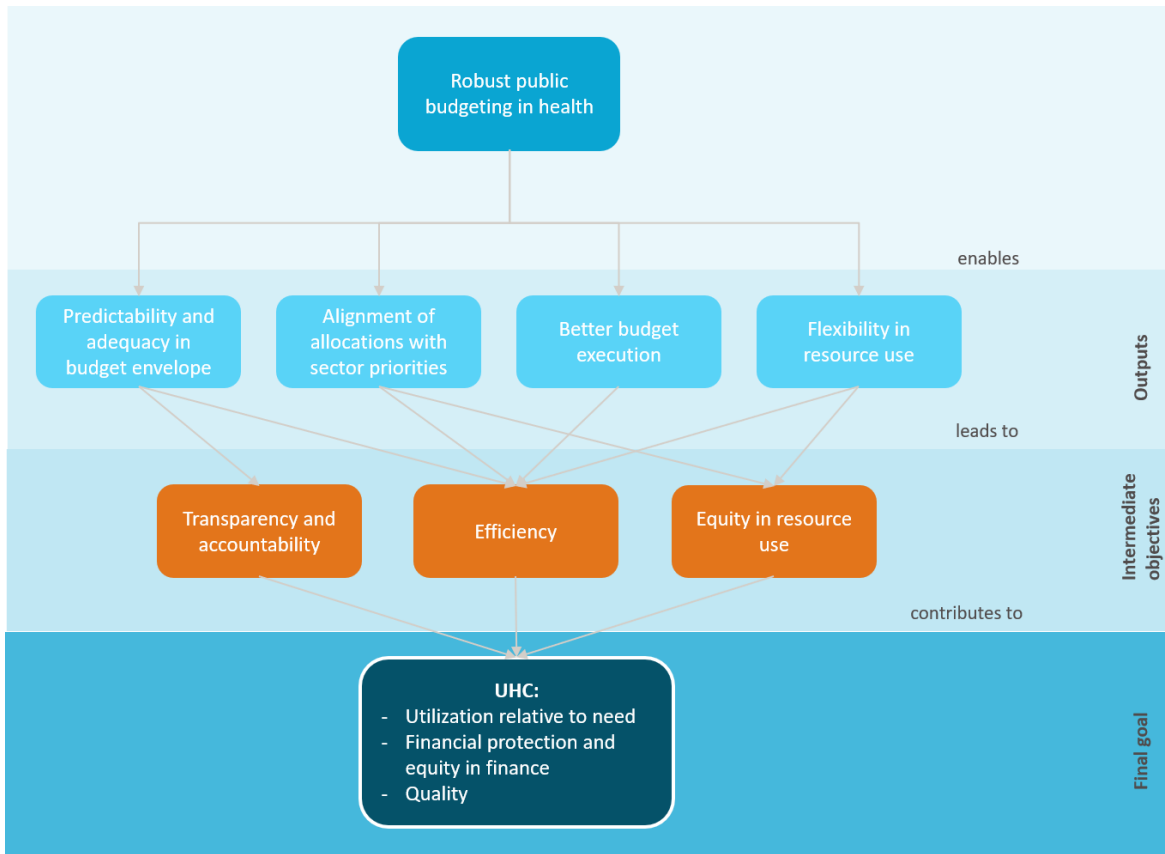 Robust public
budgeting in health
enables
Predictability and
adequacy in
budget envelope
Alignment of
allocations with
sector priorities
Better budget
execution
Flexibility in
resource use
Outputs
leads to
Transparency and
accountability
Efficiency
Equity in resource
use
Intermediate
objectives
contributes to
UHC:
- Utilization relative to need
- Financial protection and
equity in finance
- Quality
Final goal